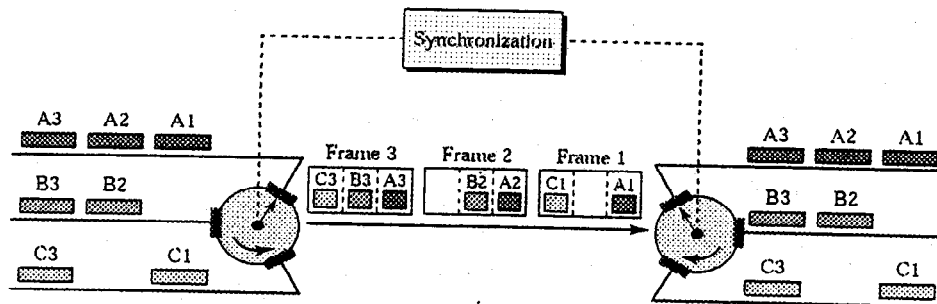 Synchronization
A3 A2 A1
Frame 3 Frame 2 Frame 1
C3 B3 A3 B2 A2 C1 A1
B3 B2
C3 C1
A3 A2 A1
B3 B2
C3 C1